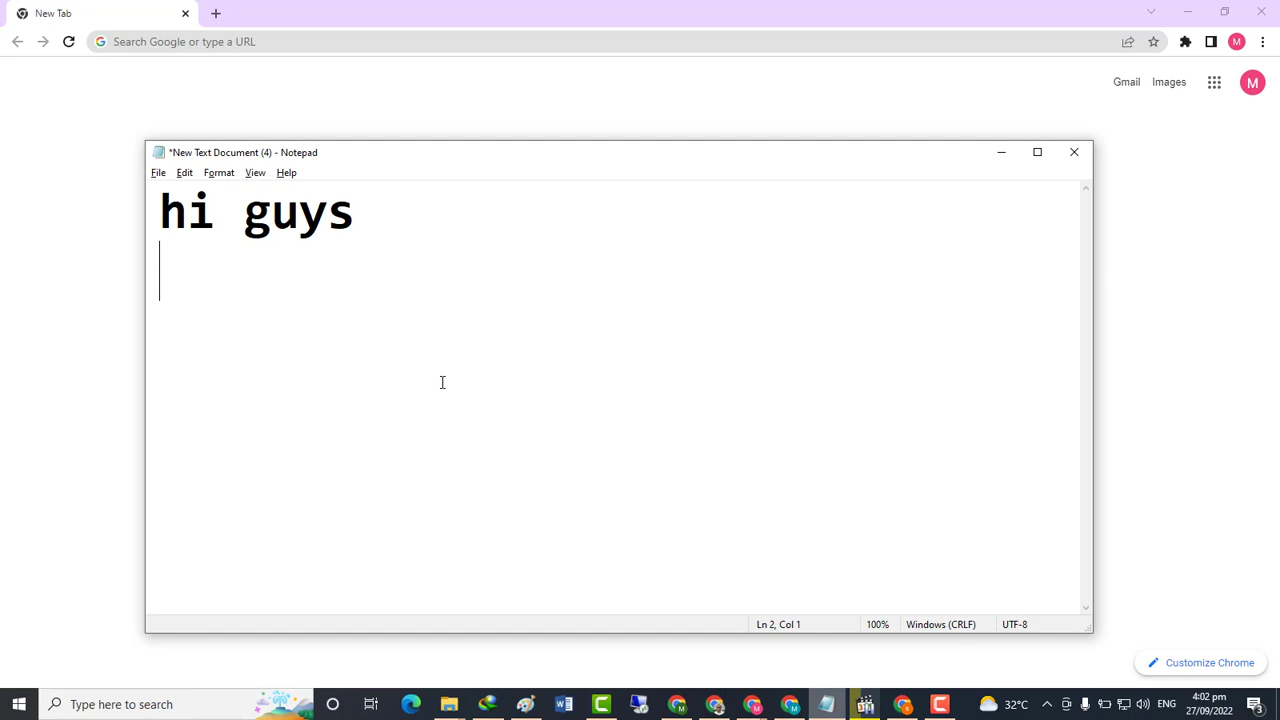 New Tab
Search Google or type a URL
M
Gmail Images M
*New Text Document (4) - Notepad
File Edit Format View Help
hi guys
Ln 2, Col 1 100% Windows (CRLF) UTF-8
Customize Chrome
Type here to search
32°C ENG 4:02 pm
27/09/2022
3